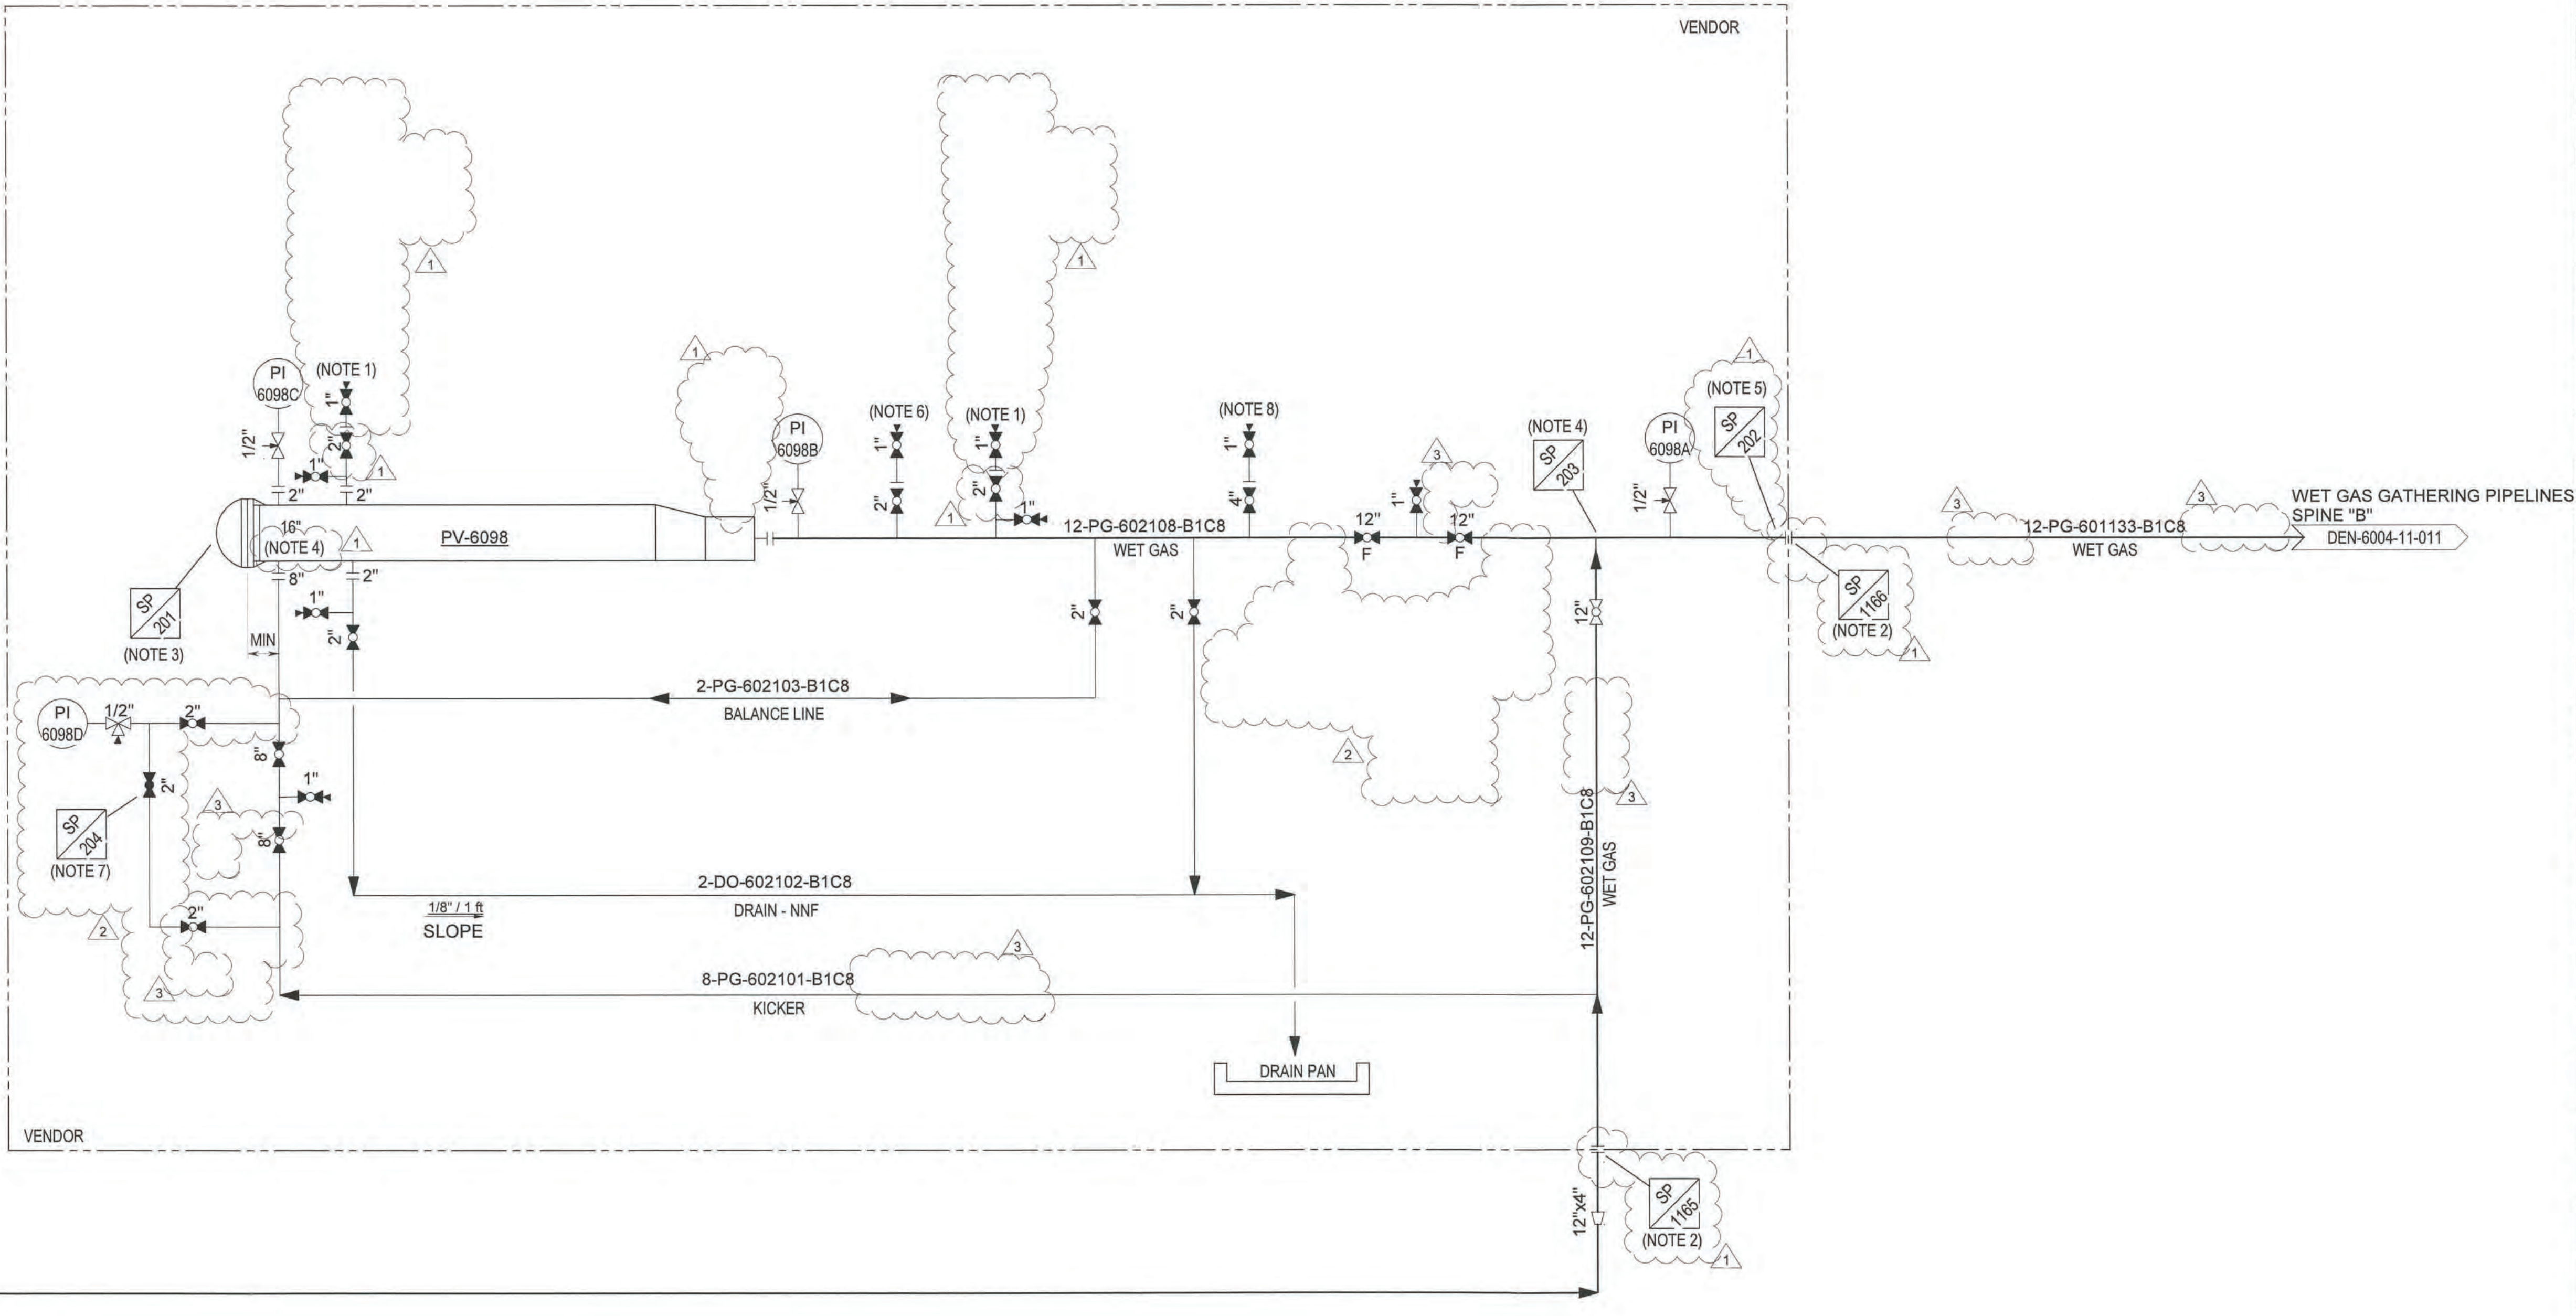 VENDOR
1
1
1
1
PI
6098C
(NOTE 1)
1"
1/2"
2"
1"
1
2"
2"
PI
6098B
1/2"
(NOTE 6)
1"
2"
(NOTE 1)
1"
2"
1"
1
(NOTE 8)
1"
4"
3
12"
1"
12"
F
F
(NOTE 4)
SP
203
PI
6098A
1/2"
(NOTE 5)
SP
202
3
3
WET GAS GATHERING PIPELINES
SPINE "B"
DEN-6004-11-011
12-PG-601133-B1C8
WET GAS
12-PG-602108-B1C8
WET GAS
16"
(NOTE 4)
1
PV-6098
8"
2"
1"
2"
SP
201
(NOTE 3)
MIN
2"
2"
12"
SP
1166
(NOTE 2)
1
2-PG-602103-B1C8
BALANCE LINE
PI
6098D
1/2"
2"
8"
2"
1"
3
8"
SP
204
(NOTE 7)
2
3
12-PG-602109-B1C8
WET GAS
2-DO-602102-B1C8
DRAIN - NNF
1/8" / 1 ft
SLOPE
2
2"
3
3
8-PG-602101-B1C8
KICKER
DRAIN PAN
VENDOR
12"x4"
SP
1165
(NOTE 2)
1